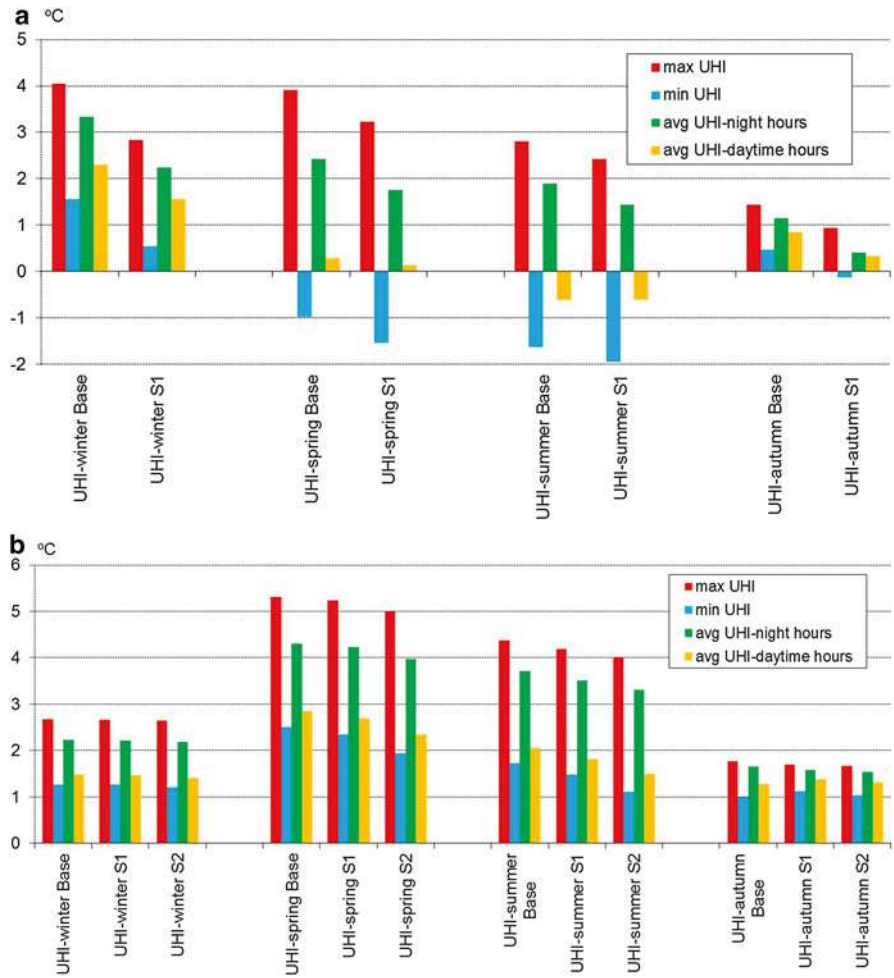 a °C
5
4
3
2
1
0
-1
-2
max UHI
min UHI
avg UHI-night hours
avg UHI-daytime hours
UHI-winter Base
UHI-winter S1
UHI-spring Base
UHI-spring S1
UHI-summer Base
UHI-summer S1
UHI-autumn Base
UHI-autumn S1
b °C
6
5
4
3
2
1
0
max UHI
min UHI
avg UHI-night hours
avg UHI-daytime hours
UHI-winter Base
UHI-winter S1
UHI-winter S2
UHI-spring Base
UHI-spring S1
UHI-spring S2
UHI-summer
Base
UHI-summer S1
UHI-summer S2
UHI-autumn
Base
UHI-autumn S1
UHI-autumn S2